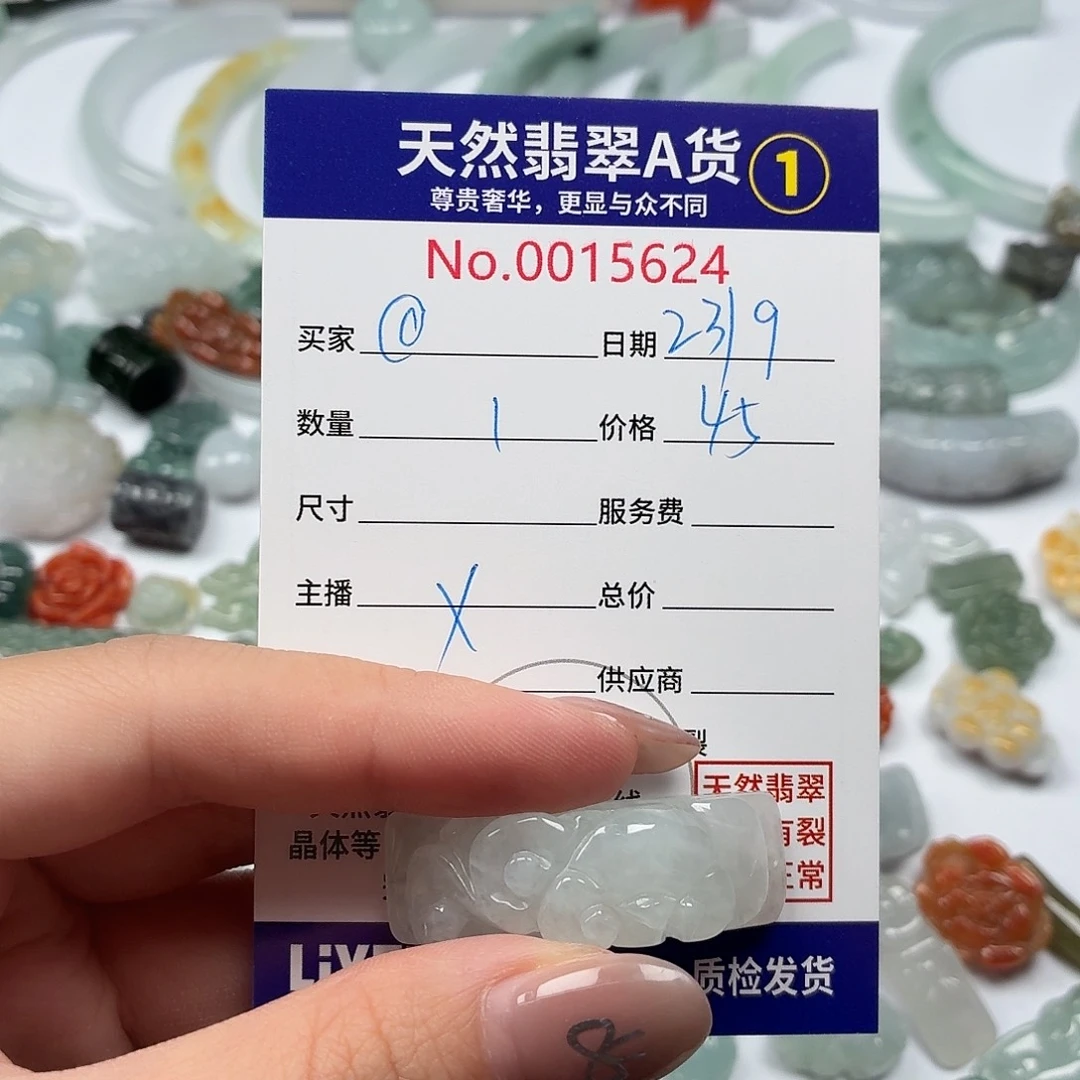 天然翡翠A货 1
尊贵奢华，更显与众不同
No.0015624
买家 @ 日期 23/9
数量 1 价格 45
尺寸 服务费
主播 X 总价
供应商
裂
天然翡翠
有裂
晶体等
正常
LiVE
质检发货
8